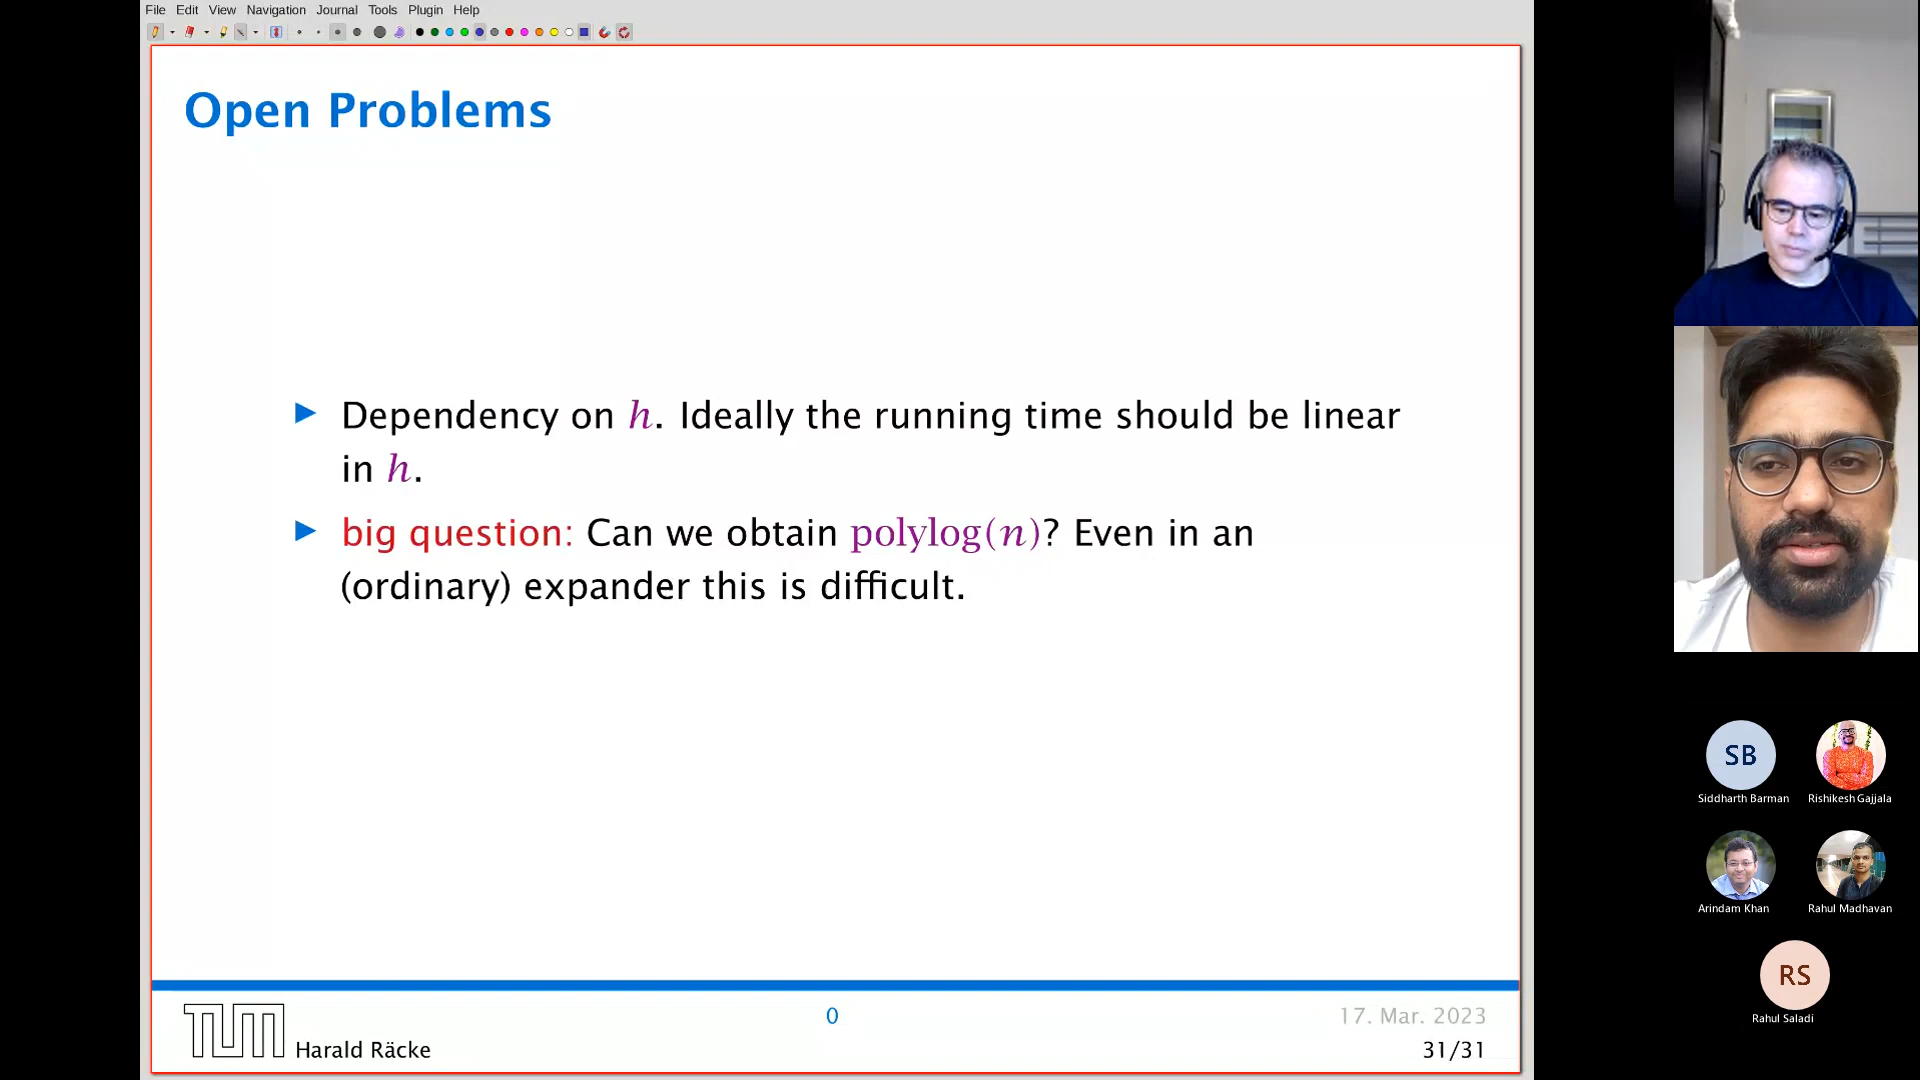 File Edit View Navigation Journal Tools Plugin Help
Open Problems
Dependency on h. Ideally the running time should be linear
in h.
big question: Can we obtain polylog(n)? Even in an
(ordinary) expander this is difficult.
SB
Siddharth Barman
Rishikesh Gajjala
Arindam Khan
Rahul Madhavan
RS
Rahul Saladi
TUM
Harald Räcke
0
17. Mar. 2023
31/31